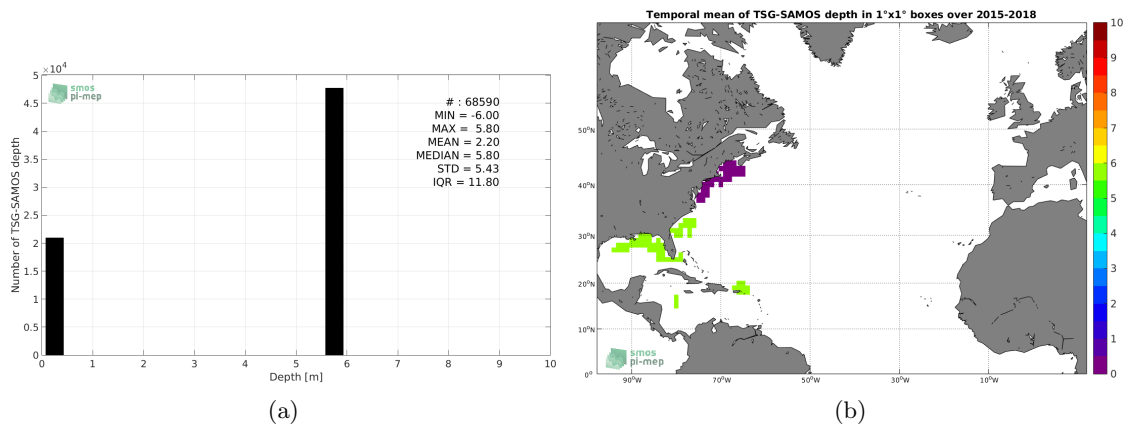 ×10⁴
5
4.5
4
3.5
3
2.5
2
1.5
1
0.5
0
Number of TSG-SAMOS depth
smos
pi-mep
# : 68590
MIN = -6.00
MAX = 5.80
MEAN = 2.20
MEDIAN = 5.80
STD = 5.43
IQR = 11.80
0 1 2 3 4 5 6 7 8 9 10
Depth [m]
(a)
Temporal mean of TSG-SAMOS depth in 1°x1° boxes over 2015-2018
50°N
40°N
30°N
20°N
10°N
0°
90°W 70°W 50°W 30°W 10°W
smos
pi-mep
10
9
8
7
6
5
4
3
2
1
0
(b)